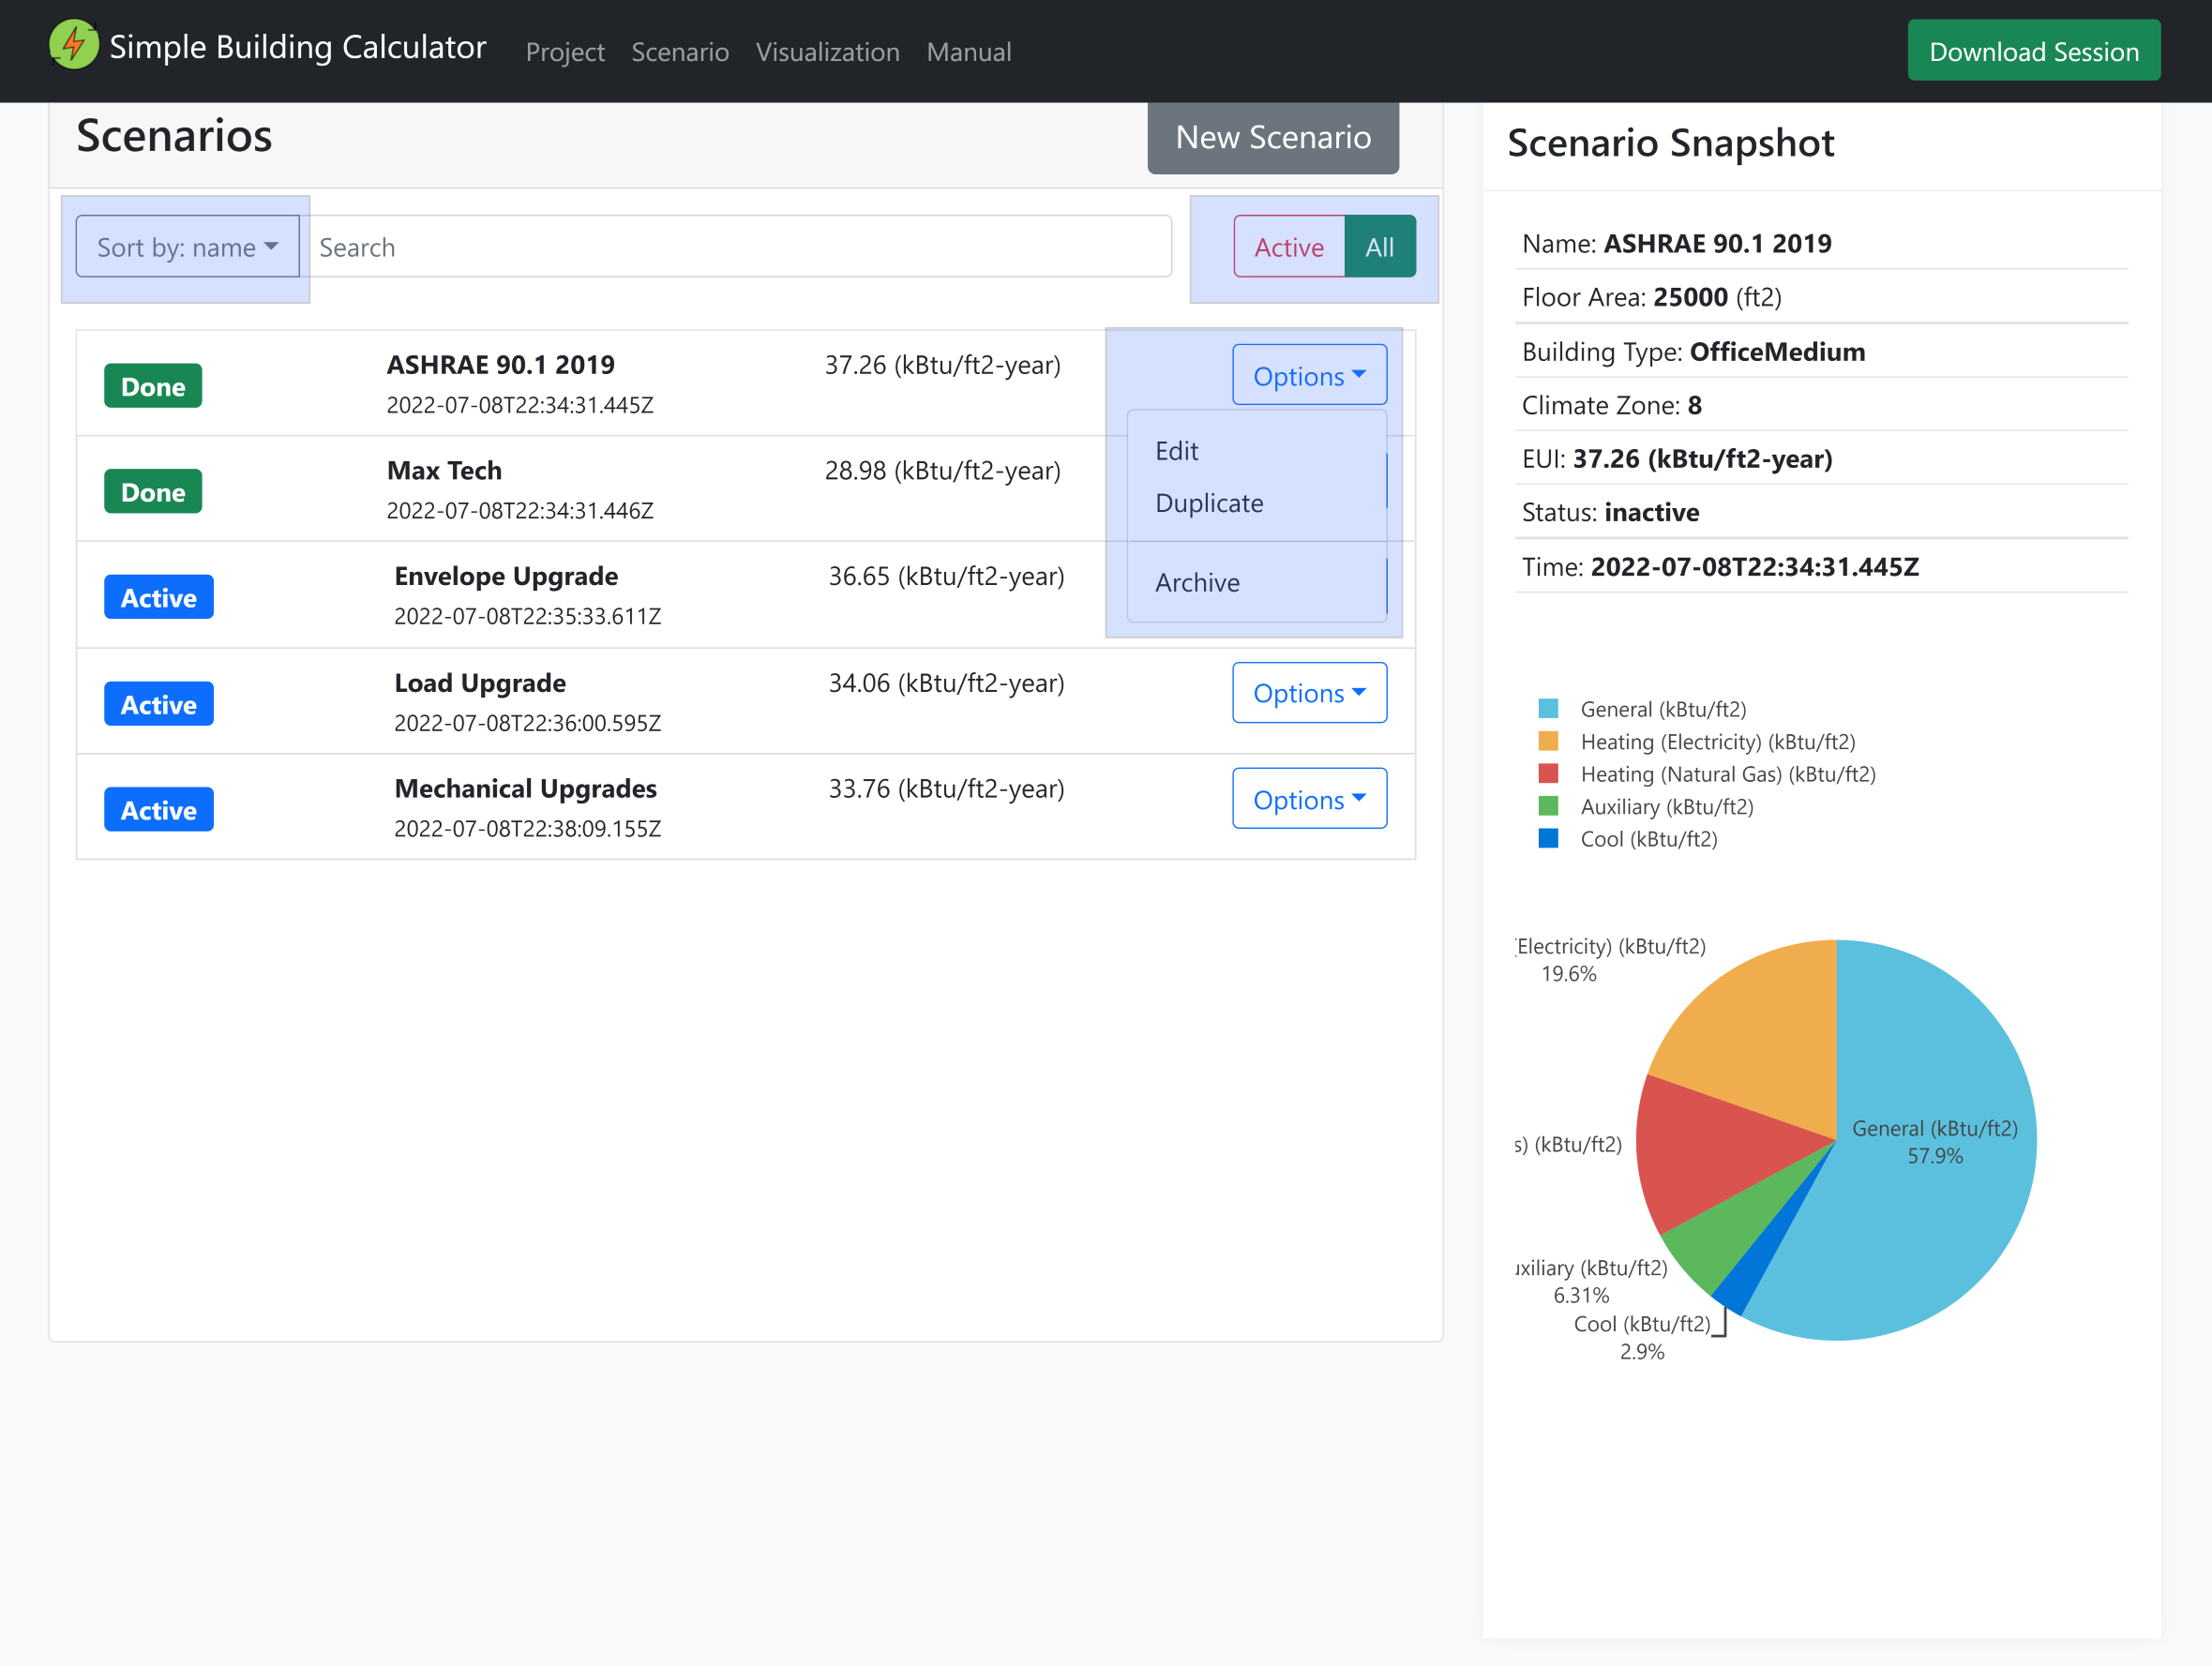 Simple Building Calculator Project Scenario Visualization Manual Download Session
Scenarios
New Scenario
Sort by: name
Search
Active All
Done
ASHRAE 90.1 2019
37.26 (kBtu/ft2-year)
Options
2022-07-08T22:34:31.445Z
Edit
Duplicate
Archive
Done
Max Tech
28.98 (kBtu/ft2-year)
2022-07-08T22:34:31.446Z
Active
Envelope Upgrade
36.65 (kBtu/ft2-year)
2022-07-08T22:35:33.611Z
Active
Load Upgrade
34.06 (kBtu/ft2-year)
Options
2022-07-08T22:36:00.595Z
Active
Mechanical Upgrades
33.76 (kBtu/ft2-year)
Options
2022-07-08T22:38:09.155Z
Scenario Snapshot
Name: ASHRAE 90.1 2019
Floor Area: 25000 (ft2)
Building Type: OfficeMedium
Climate Zone: 8
EUI: 37.26 (kBtu/ft2-year)
Status: inactive
Time: 2022-07-08T22:34:31.445Z
General (kBtu/ft2)
Heating (Electricity) (kBtu/ft2)
Heating (Natural Gas) (kBtu/ft2)
Auxiliary (kBtu/ft2)
Cool (kBtu/ft2)
(Electricity) (kBtu/ft2)
19.6%
General (kBtu/ft2)
57.9%
s) (kBtu/ft2)
uxiliary (kBtu/ft2)
6.31%
Cool (kBtu/ft2)
2.9%